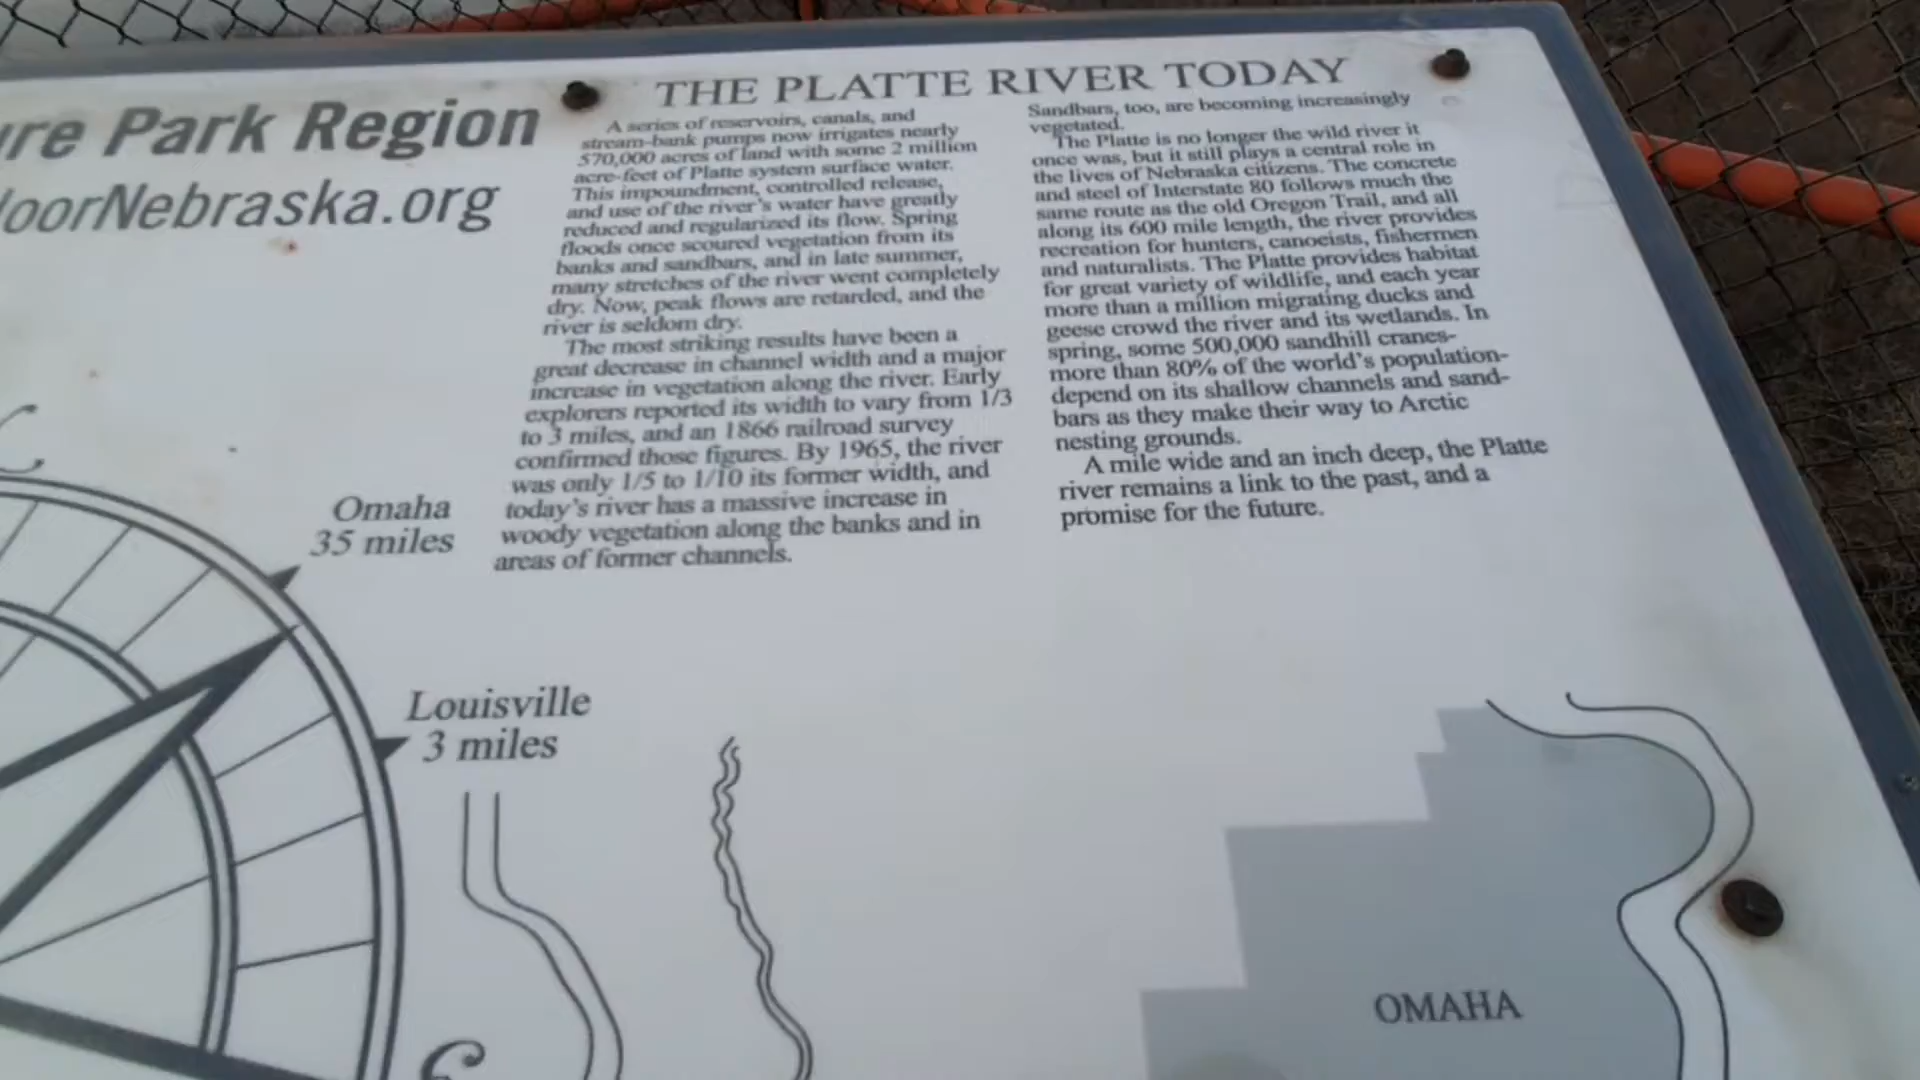 ure Park Region
doorNebraska.org
THE PLATTE RIVER TODAY
A series of reservoirs, canals, and
stream-bank pumps now irrigates nearly
570,000 acres of land with some 2 million
acre-feet of Platte system surface water.
This impoundment, controlled release,
and use of the river's water have greatly
reduced and regularized its flow. Spring
floods once scoured vegetation from its
banks and sandbars, and in late summer,
many stretches of the river went completely
dry. Now, peak flows are retarded, and the
river is seldom dry.
The most striking results have been a
great decrease in channel width and a major
increase in vegetation along the river. Early
explorers reported its width to vary from 1/3
to 3 miles, and an 1866 railroad survey
confirmed those figures. By 1965, the river
was only 1/5 to 1/10 its former width, and
today's river has a massive increase in
woody vegetation along the banks and in
areas of former channels.
Sandbars, too, are becoming increasingly
vegetated.
The Platte is no longer the wild river it
once was, but it still plays a central role in
the lives of Nebraska citizens. The concrete
and steel of Interstate 80 follows much the
same route as the old Oregon Trail, and all
along its 600 mile length, the river provides
recreation for hunters, canoeists, fishermen
and naturalists. The Platte provides habitat
for great variety of wildlife, and each year
more than a million migrating ducks and
geese crowd the river and its wetlands. In
spring, some 500,000 sandhill cranes-
more than 80% of the world's population-
depend on its shallow channels and sand-
bars as they make their way to Arctic
nesting grounds.
A mile wide and an inch deep, the Platte
river remains a link to the past, and a
promise for the future.
Omaha
35 miles
Louisville
3 miles
OMAHA